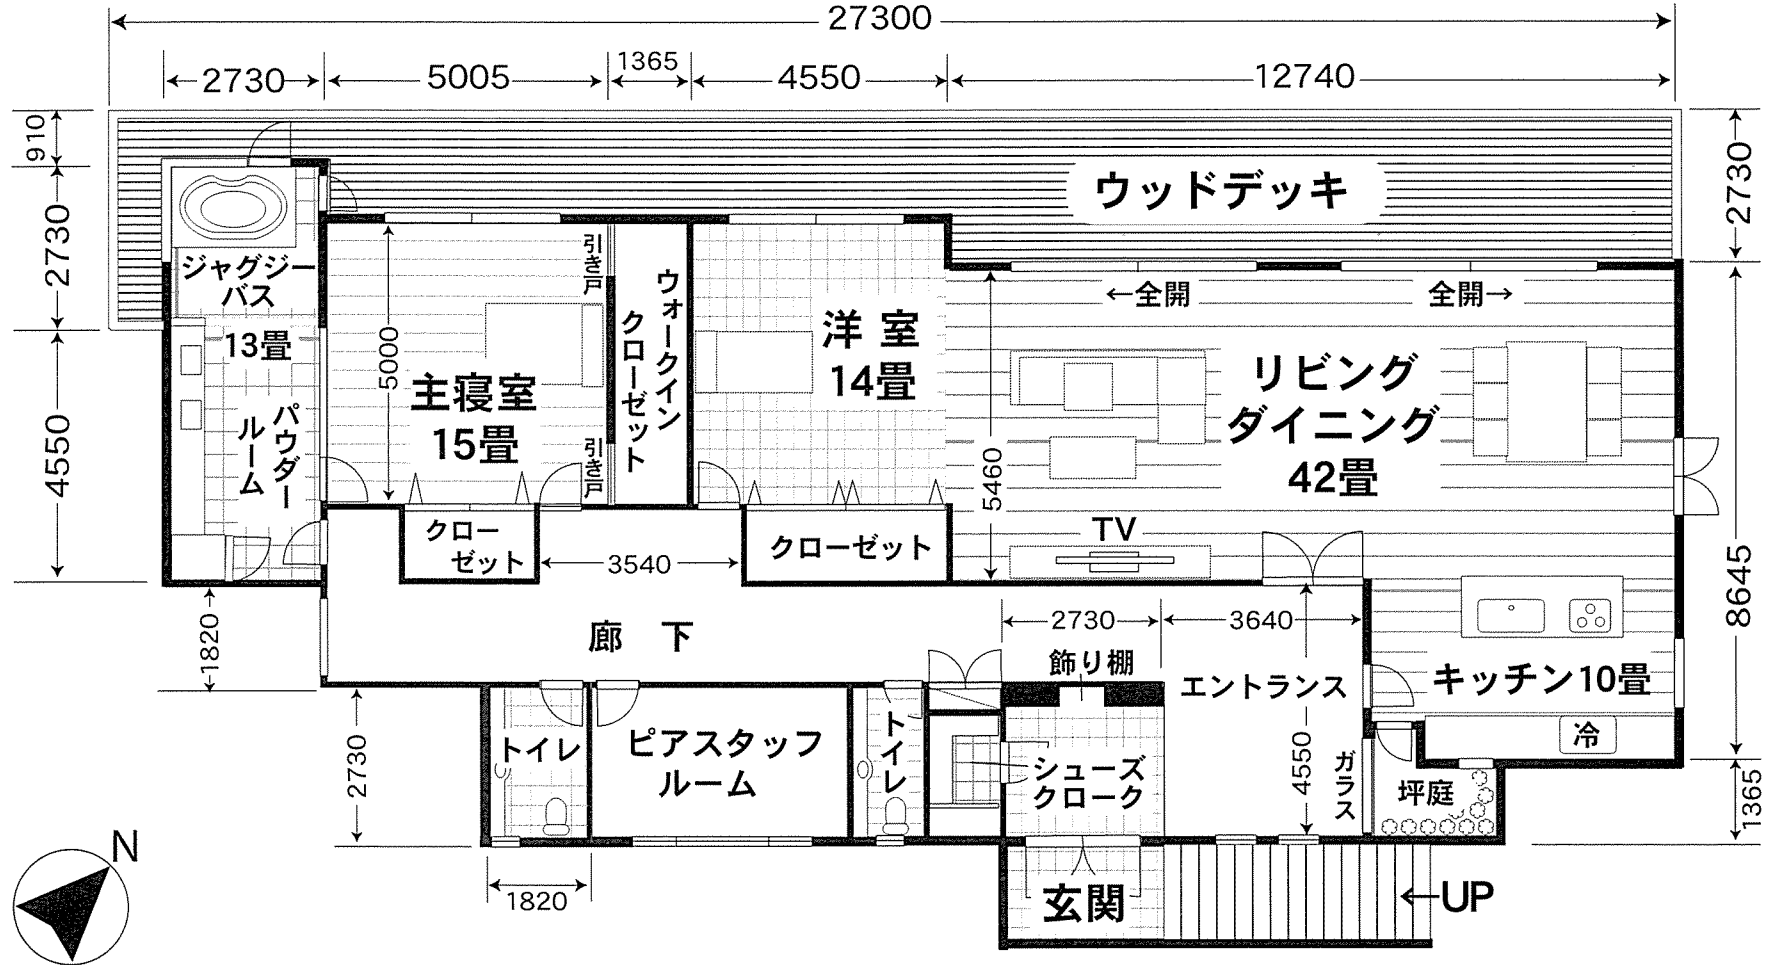 27300
2730
5005
1365
4550
12740
910
2730
4550
1820
2730
8645
1365
ウッドデッキ
ジャグジー
バス
13畳
パウダー
ルーム
5000
主寝室
15畳
引き戸
引き戸
ウォークイン
クローゼット
洋室
14畳
←全開
全開→
リビング
ダイニング
42畳
5460
TV
クロー
ゼット
3540
クローゼット
廊下
2730
3640
飾り棚
エントランス
キッチン10畳
冷
2730
トイレ
ピアスタッフ
ルーム
トイレ
シューズ
クローク
4550
ガラス
坪庭
1820
玄関
←UP
N